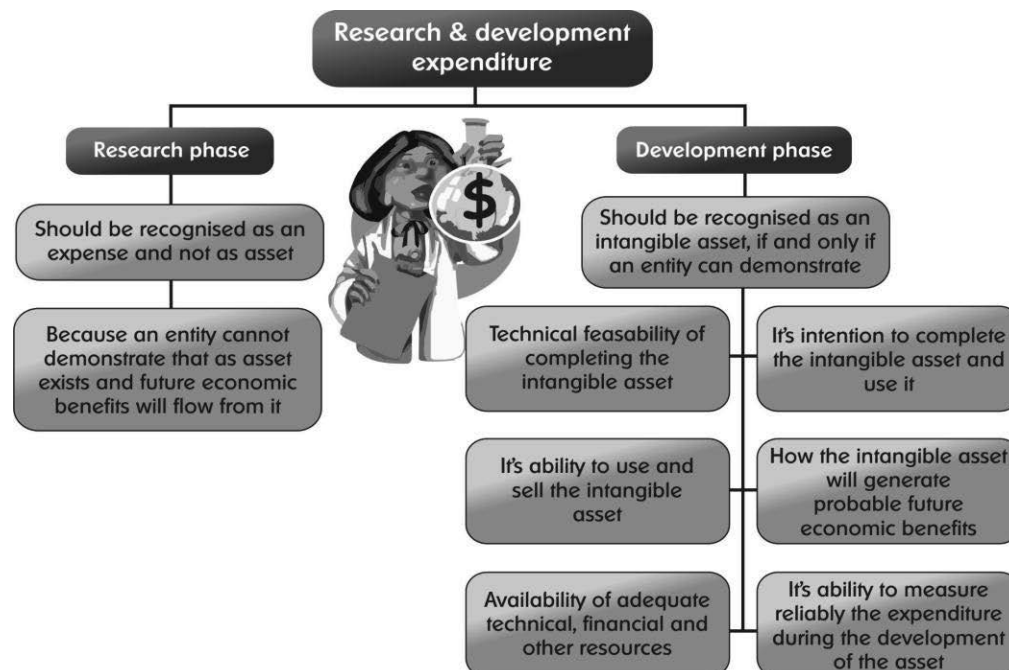 Research & development
expenditure
Research phase
Development phase
Should be recognised as an
expense and not as asset
Because an entity cannot
demonstrate that as asset
exists and future economic
benefits will flow from it
$
Should be recognised as an
intangible asset, if and only if
an entity can demonstrate
Technical feasability of
completing the
intangible asset
It's intention to complete
the intangible asset and
use it
It's ability to use and
sell the intangible
asset
How the intangible asset
will generate
probable future
economic benefits
Availability of adequate
technical, financial and
other resources
It's ability to measure
reliably the expenditure
during the development
of the asset